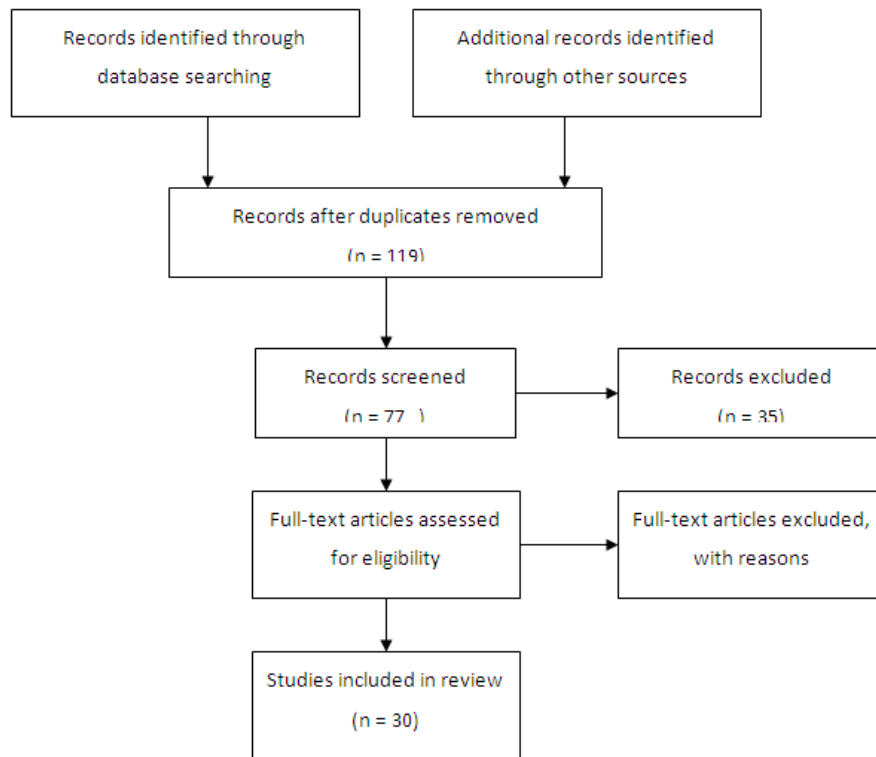 Records identified through
database searching
Additional records identified
through other sources
Records after duplicates removed
(n = 119)
Records screened
(n = 77 )
Records excluded
(n = 35)
Full-text articles assessed
for eligibility
Full-text articles excluded,
with reasons
Studies included in review
(n = 30)